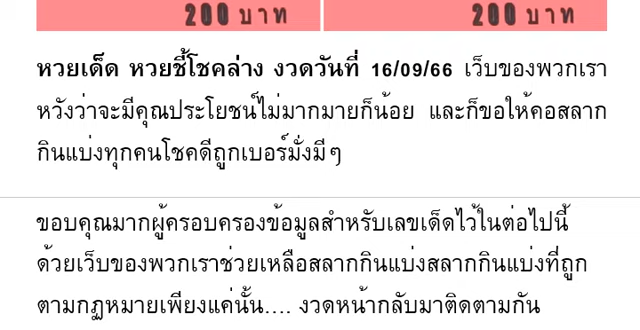 200 บาท 200 บาท
หวยเด็ด หวยชี้โชคล่าง งวดวันที่ 16/09/66 เว็บของพวกเรา
หวังว่าจะมีคุณประโยชน์ไม่มากมายก็น้อย และก็ขอให้คอสลาก
กินแบ่งทุกคนโชคดีถูกเบอร์มั่งมีๆ
ขอบคุณมากผู้ครอบครองข้อมูลสำหรับเลขเด็ดไว้ในต่อไปนี้
ด้วยเว็บของพวกเราช่วยเหลือสลากกินแบ่งสลากกินแบ่งที่ถูก
ตามกฏหมายเพียงแค่นั้น.... งวดหน้ากลับมาติดตามกัน